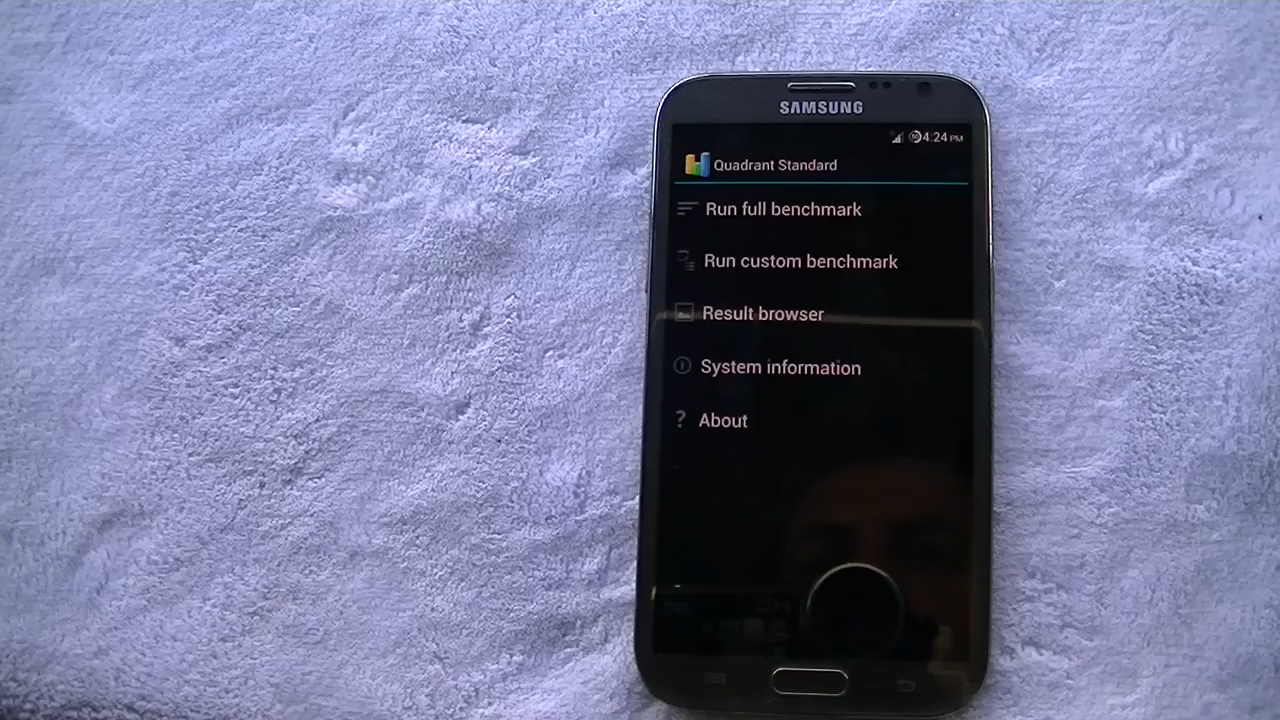 SAMSUNG
4:24 PM
Quadrant Standard
Run full benchmark
Run custom benchmark
Result browser
System information
? About